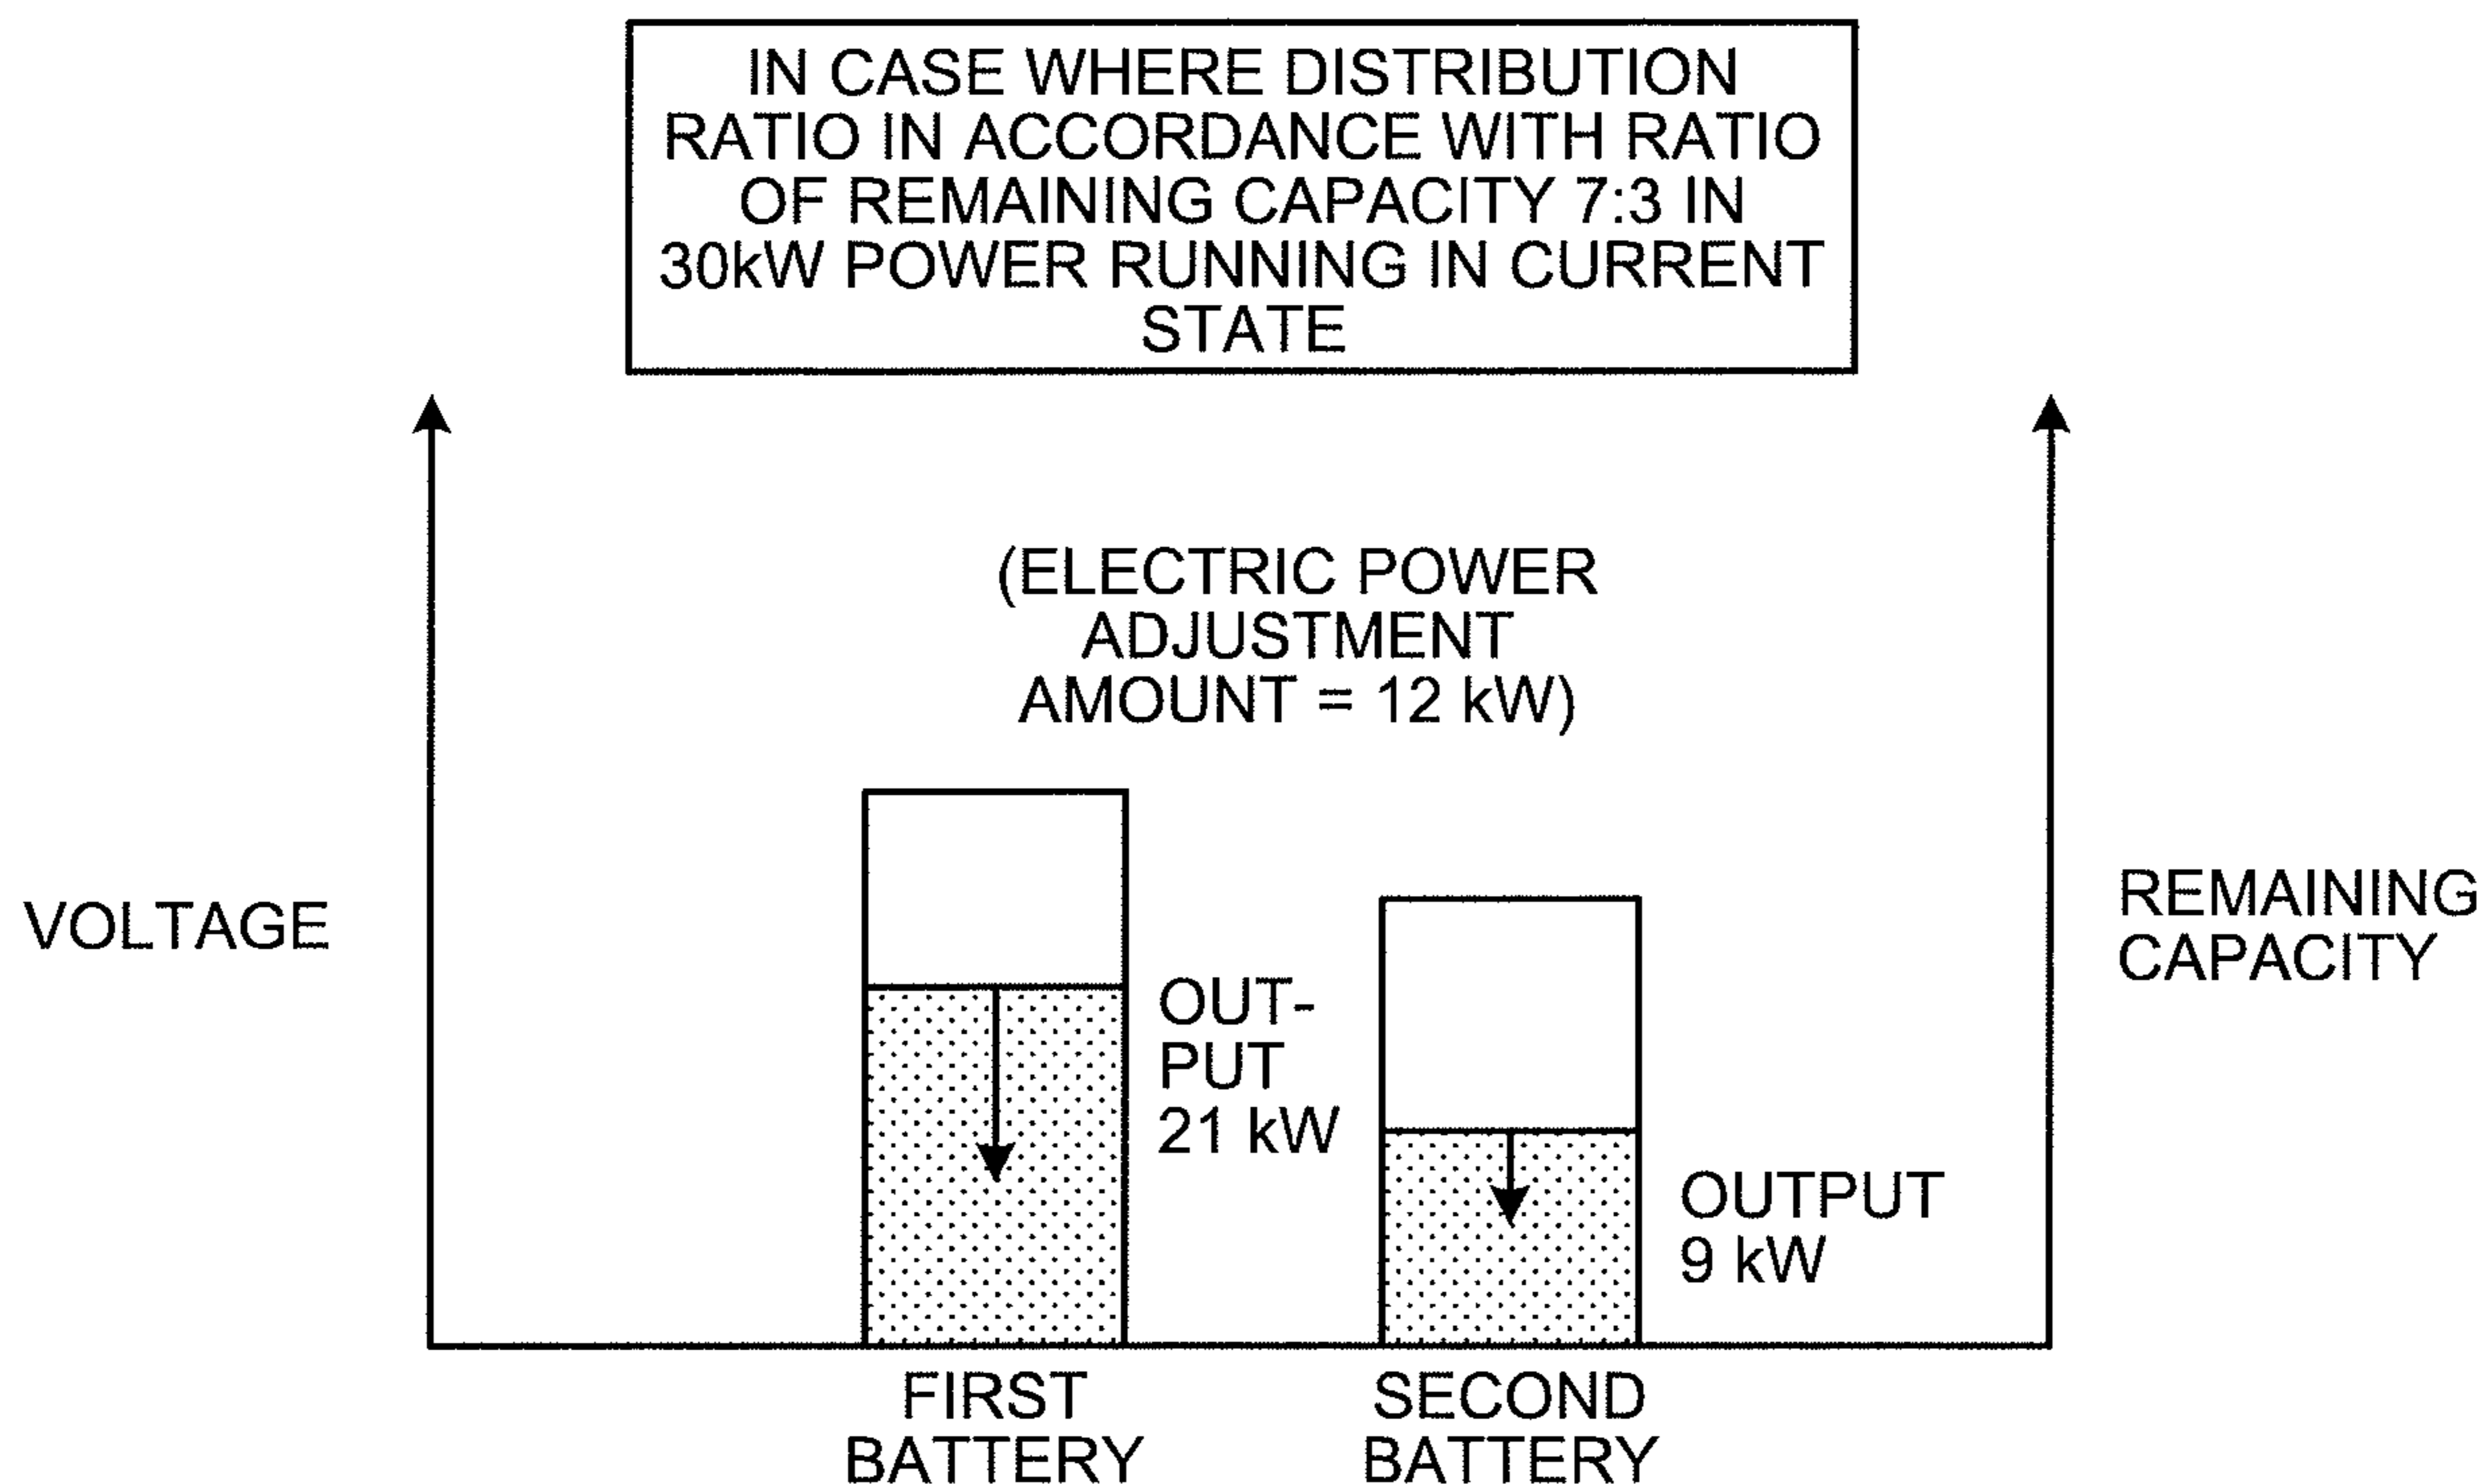 IN CASE WHERE DISTRIBUTION
RATIO IN ACCORDANCE WITH RATIO
OF REMAINING CAPACITY 7:3 IN
30kW POWER RUNNING IN CURRENT
STATE
(ELECTRIC POWER
ADJUSTMENT
AMOUNT = 12 kW)
VOLTAGE
REMAINING
CAPACITY
OUT-
PUT
21 kW
OUTPUT
9 kW
FIRST
BATTERY
SECOND
BATTERY